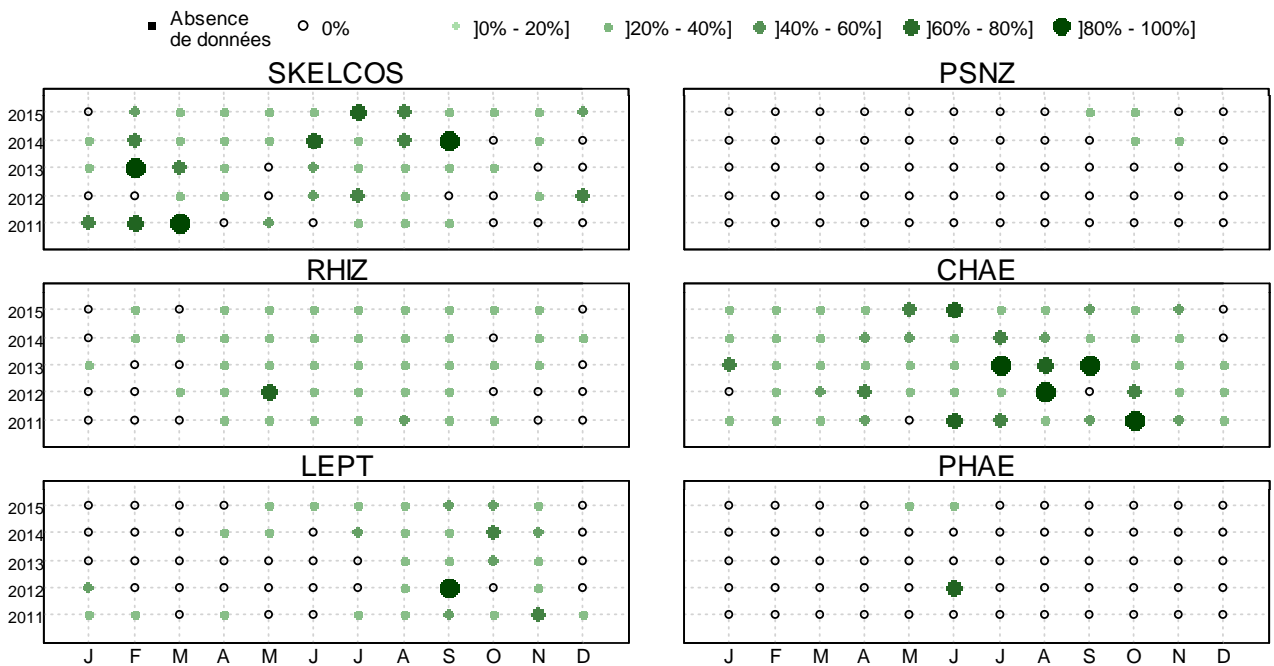 Absence
de données
0%
]0% - 20%]
]20% - 40%]
]40% - 60%]
]60% - 80%]
]80% - 100%]
SKELCOS
PSNZ
2015
2014
2013
2012
2011
RHIZ
CHAE
2015
2014
2013
2012
2011
LEPT
PHAE
2015
2014
2013
2012
2011
J F M A M J J A S O N D
J F M A M J J A S O N D